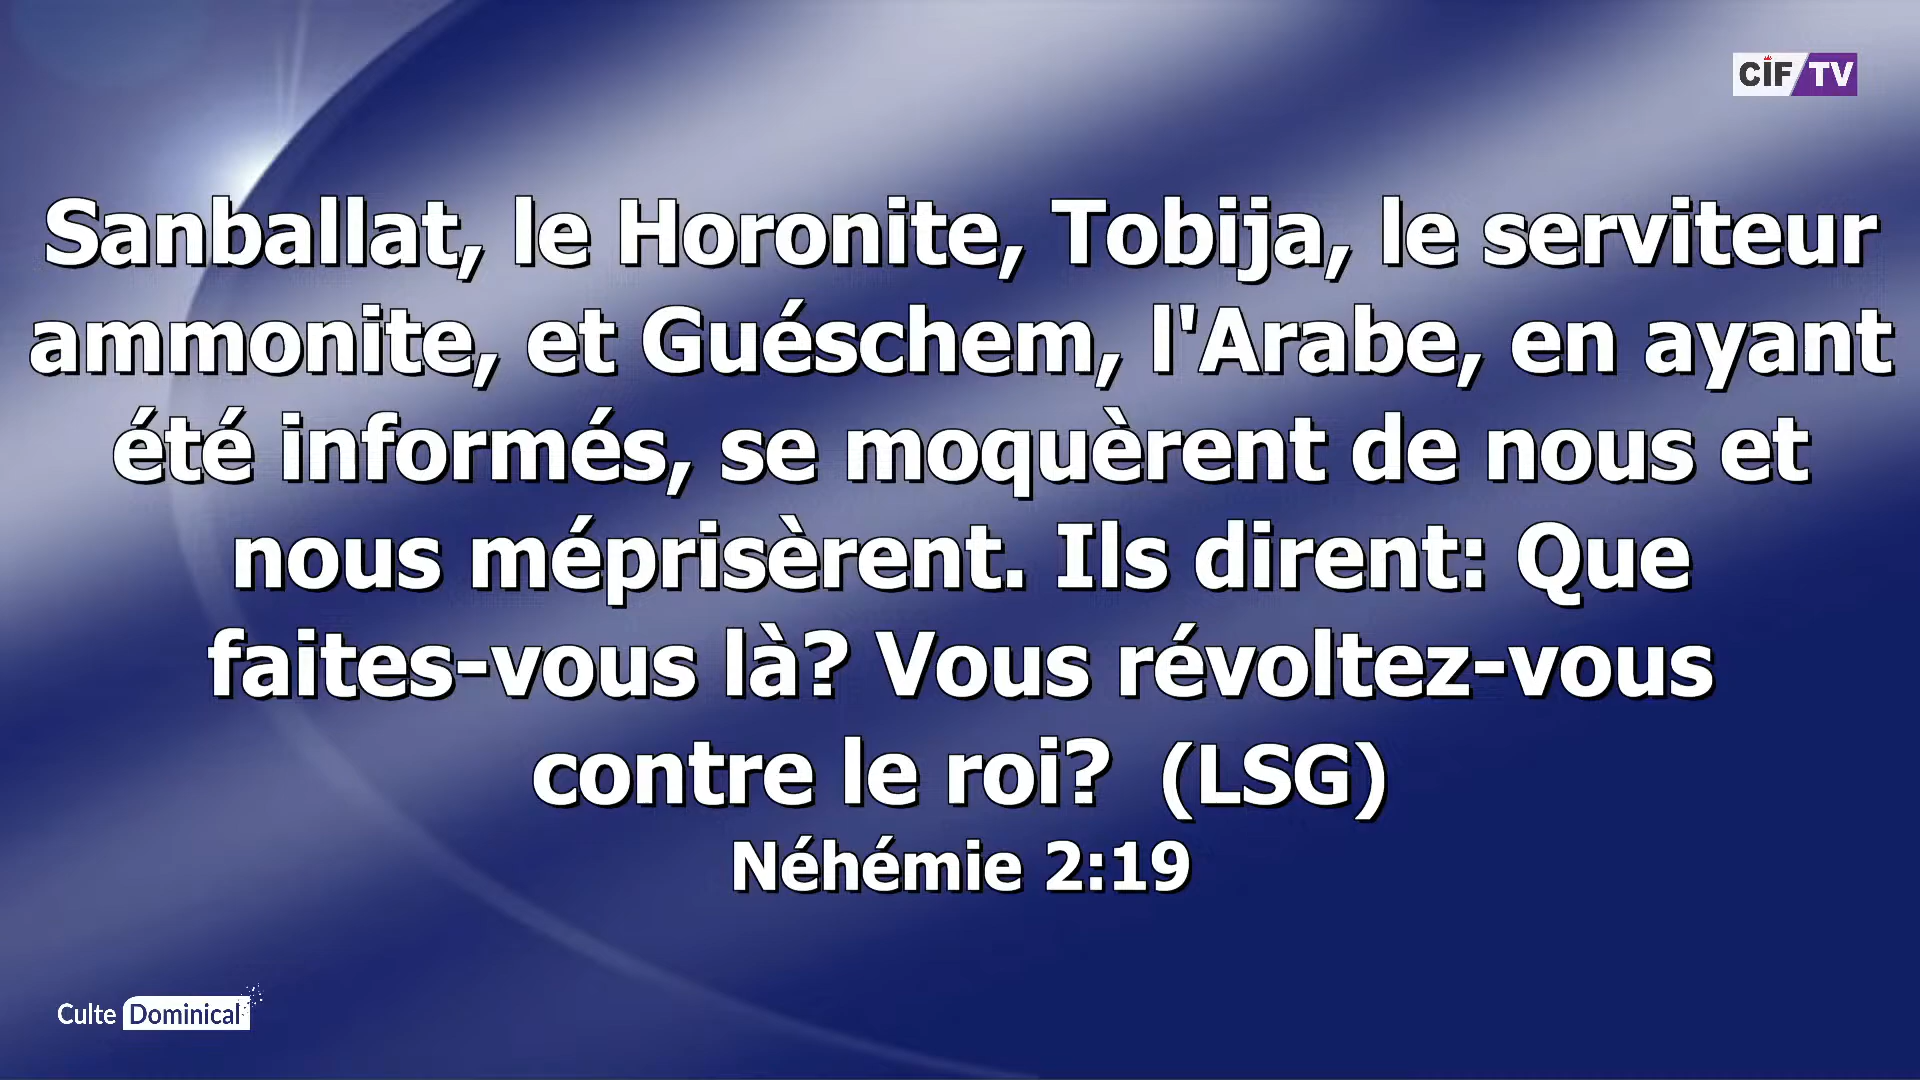 CIF TV
Sanballat, le Horonite, Tobija, le serviteur
ammonite, et Guéschem, l'Arabe, en ayant
été informés, se moquèrent de nous et
nous méprisèrent. Ils dirent: Que
faites-vous là? Vous révoltez-vous
contre le roi?  (LSG)
Néhémie 2:19
Culte Dominical